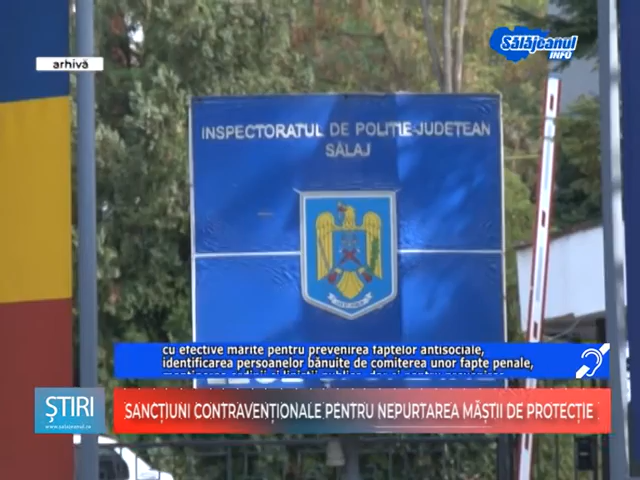 Sălăjeanul
INFO
arhivă
INSPECTORATUL DE POLIȚIE JUDEȚEAN
SĂLAJ
cu efective mărite pentru prevenirea faptelor antisociale,
identificarea persoanelor bănuite de comiterea unor fapte penale,
ȘTIRI
www.salajeanul.ro
SANCȚIUNI CONTRAVENȚIONALE PENTRU NEPURTAREA MĂȘTII DE PROTECȚIE